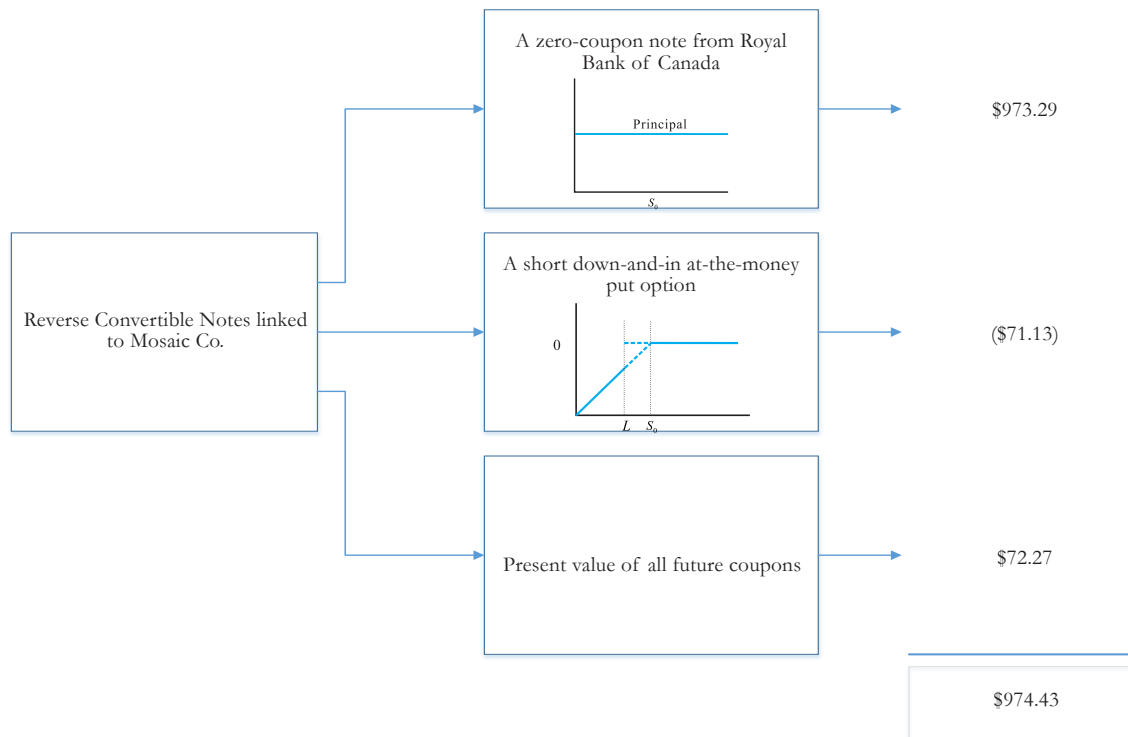 A zero-coupon note from Royal
Bank of Canada
Principal
S₀
$973.29
Reverse Convertible Notes linked
to Mosaic Co.
A short down-and-in at-the-money
put option
0
L S₀
($71.13)
Present value of all future coupons
$72.27
$974.43